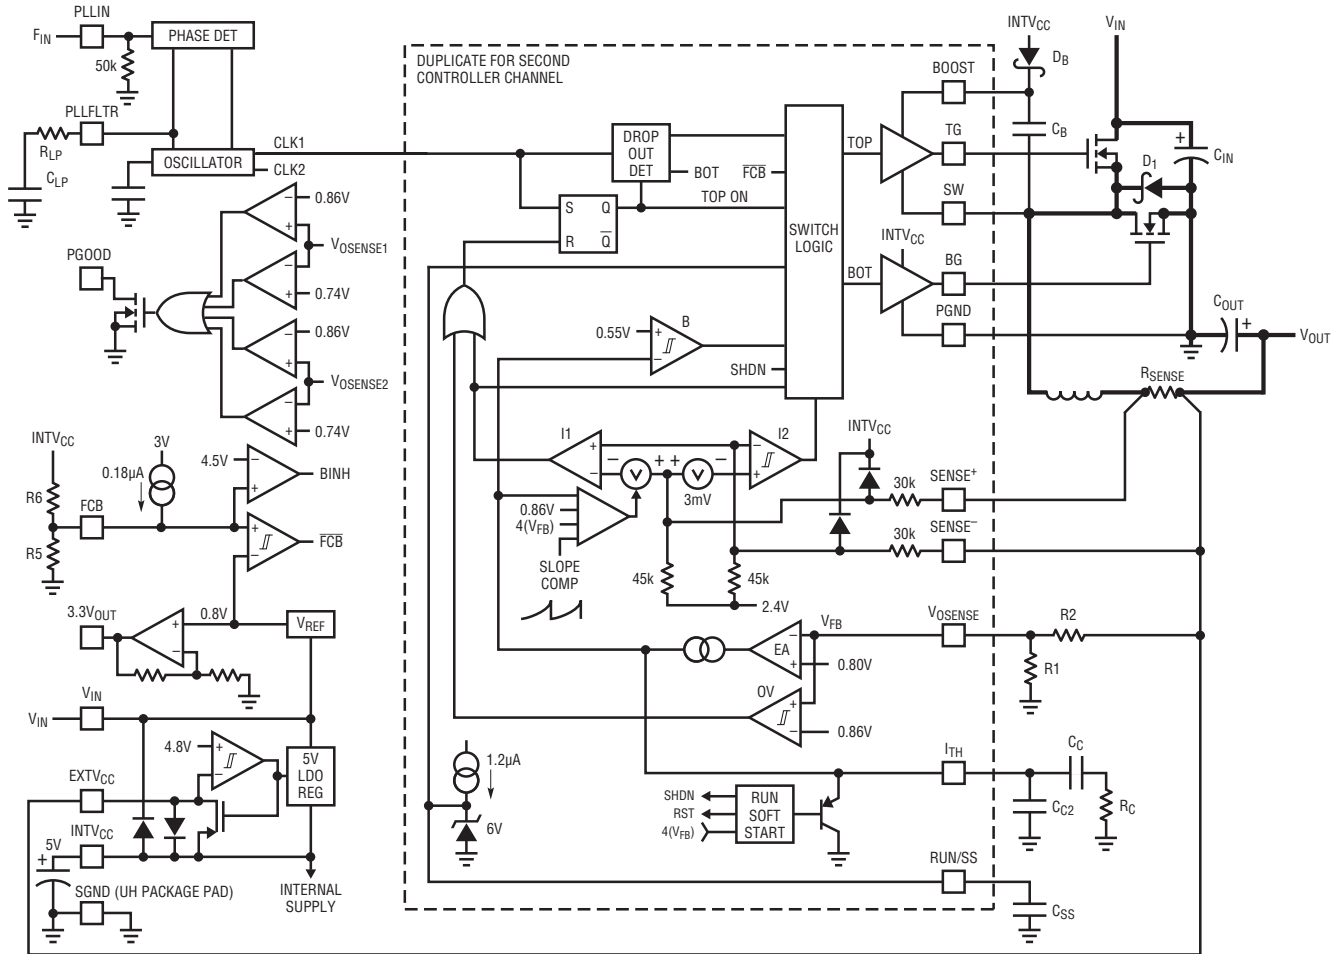 PLLIN
F_IN
PHASE DET
50k
PLLFLTR
R_LP
C_LP
OSCILLATOR
CLK1
CLK2
0.86V
V_OSENSE1
0.74V
PGOOD
0.86V
V_OSENSE2
0.74V
INTV_CC
3V
0.18µA
4.5V
BINH
R6
FCB
R5
F̅C̅B̅
3.3V_OUT
0.8V
V_REF
V_IN
V_IN
4.8V
5V
LDO
REG
EXTV_CC
INTV_CC
5V
+
SGND (UH PACKAGE PAD)
INTERNAL
SUPPLY
DUPLICATE FOR SECOND
CONTROLLER CHANNEL
DROP
OUT
DET
BOT
F̅C̅B̅
TOP ON
S Q
R Q̅
SWITCH
LOGIC
TOP
BOT
INTV_CC
0.55V
B
SHDN
I1
I2
3mV
0.86V
4(V_FB)
SLOPE
COMP
45k
45k
2.4V
INTV_CC
30k
30k
V_FB
EA
0.80V
OV
0.86V
1.2µA
6V
SHDN
RST
4(V_FB)
RUN
SOFT
START
BOOST
TG
SW
BG
PGND
SENSE+
SENSE–
V_OSENSE
I_TH
RUN/SS
INTV_CC
D_B
C_B
V_IN
D_1
+
C_IN
C_OUT
+
V_OUT
R_SENSE
R2
R1
C_C
C_C2
R_C
C_SS